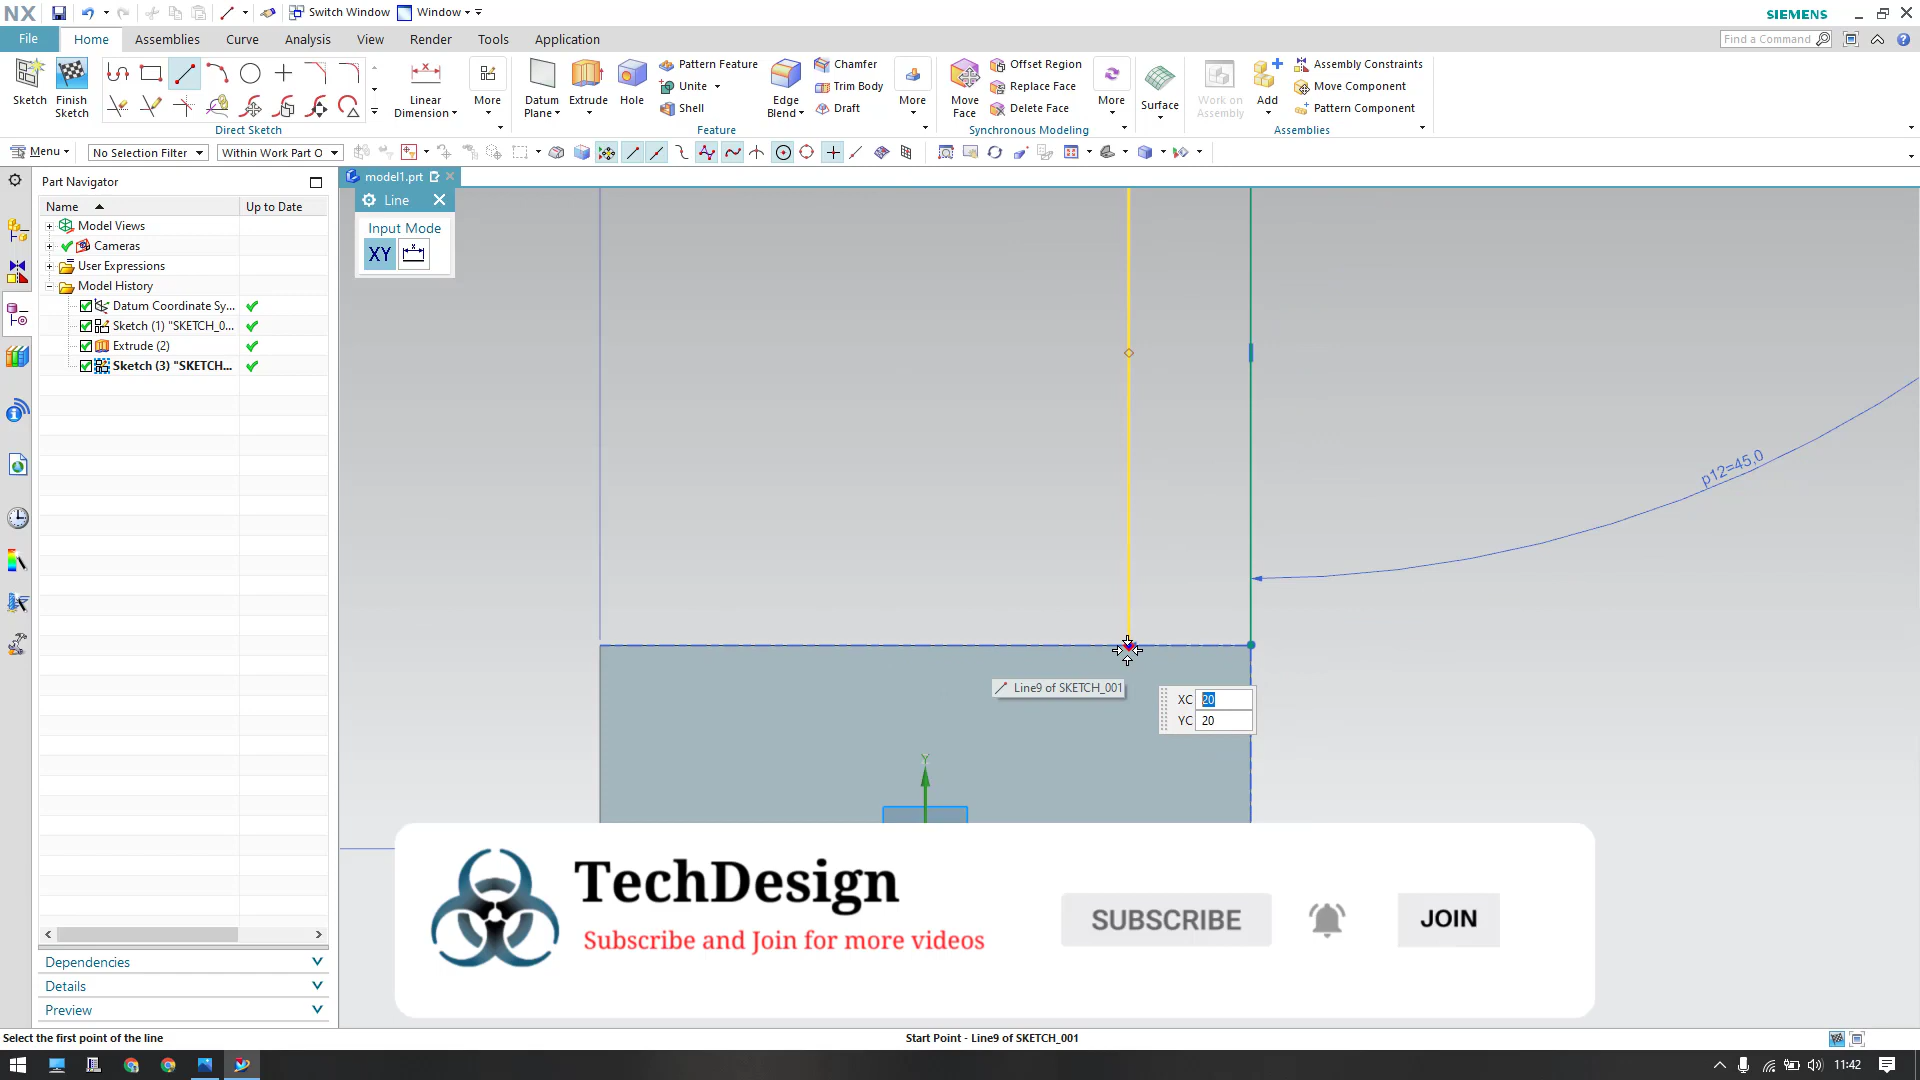 NX
Switch Window
Window
SIEMENS
File
Home
Assemblies
Curve
Analysis
View
Render
Tools
Application
Find a Command
Sketch
Finish
Sketch
Linear
Dimension
More
Datum
Plane
Extrude
Hole
Pattern Feature
Unite
Shell
Edge
Blend
Chamfer
Trim Body
Draft
More
Move
Face
Offset Region
Replace Face
Delete Face
More
Surface
Work on
Assembly
Add
Assembly Constraints
Move Component
Pattern Component
Direct Sketch
Feature
Synchronous Modeling
Assemblies
Menu
No Selection Filter
Within Work Part O
Part Navigator
model1.prt
Name
Up to Date
Line
Input Mode
XY
Model Views
Cameras
User Expressions
Model History
Datum Coordinate Sy...
Sketch (1) "SKETCH_0...
Extrude (2)
Sketch (3) "SKETCH...
p12=45,0
Line9 of SKETCH_001
XC 20
YC 20
Y
TechDesign
Subscribe and Join for more videos
SUBSCRIBE
JOIN
Dependencies
Details
Preview
Select the first point of the line
Start Point - Line9 of SKETCH_001
11:42